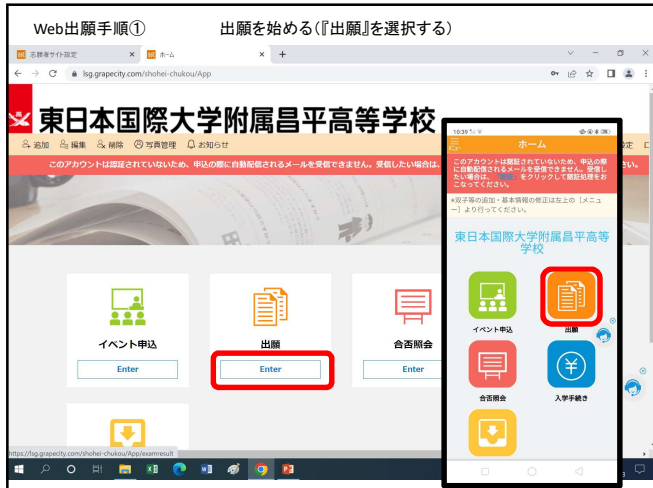 Web出願手順① 出願を始める(『出願』を選択する)
志願者サイト設定 ホーム
lsg.grapecity.com/shohei-chukou/App
東日本国際大学附属昌平高等学校
追加 編集 削除 写真管理 お知らせ
このアカウントは認証されていないため、申込の際に自動配信されるメールを受信できません。受信したい場合は、
イベント申込
Enter
出願
Enter
合否照会
Enter
https://lsg.grapecity.com/shohei-chukou/App/examresult
10:39
ホーム
このアカウントは認証されていないため、申込の際
に自動配信されるメールを受信できません。受信し
たい場合は、「認証」をクリックして認証処理をお
こなってください。
*双子等の追加・基本情報の修正は左上の［メニュ
ー］より行ってください。
東日本国際大学附属昌平高等
学校
イベント申込
出願
合否照会
入学手続き
設定
さい。